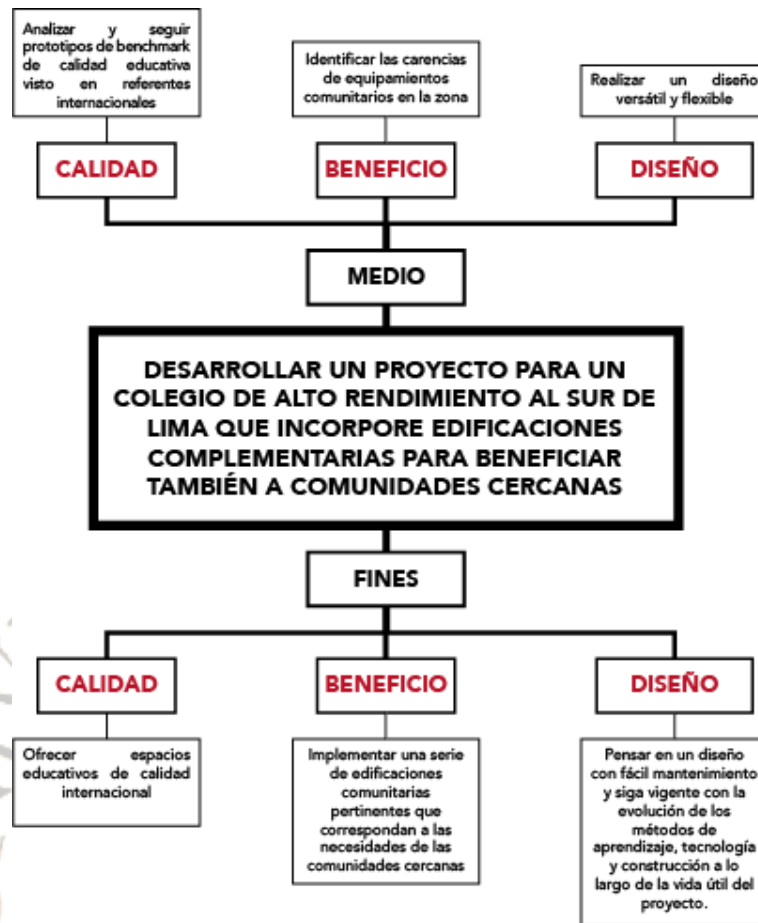 Analizar y seguir
prototipos de benchmark
de calidad educativa
visto en referentes
internacionales
Identificar las carencias
de equipamientos
comunitarios en la zona
Realizar un diseño
versátil y flexible
CALIDAD
BENEFICIO
DISEÑO
MEDIO
DESARROLLAR UN PROYECTO PARA UN
COLEGIO DE ALTO RENDIMIENTO AL SUR DE
LIMA QUE INCORPORE EDIFICACIONES
COMPLEMENTARIAS PARA BENEFICIAR
TAMBIÉN A COMUNIDADES CERCANAS
FINES
CALIDAD
BENEFICIO
DISEÑO
Ofrecer espacios
educativos de calidad
internacional
Implementar una serie
de edificaciones
comunitarias
pertinentes que
correspondan a las
necesidades de las
comunidades cercanas
Pensar en un diseño
con fácil mantenimiento
y siga vigente con la
evolución de los
métodos de
aprendizaje, tecnología
y construcción a lo
largo de la vida útil del
proyecto.